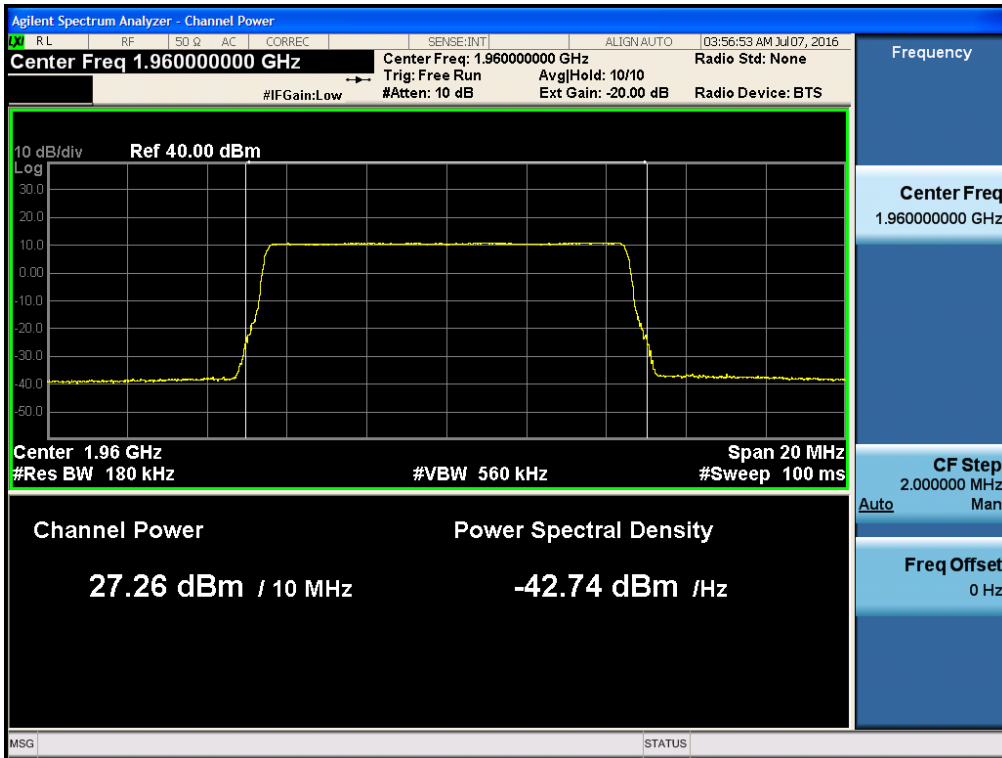 Agilent Spectrum Analyzer - Channel Power
LXI RL RF 50 Ω AC CORREC SENSE:INT ALIGN AUTO 03:56:53 AM Jul 07, 2016
Center Freq 1.960000000 GHz
Center Freq: 1.960000000 GHz Radio Std: None
Trig: Free Run Avg|Hold: 10/10
#IFGain:Low #Atten: 10 dB Ext Gain: -20.00 dB Radio Device: BTS
10 dB/div Ref 40.00 dBm
Log
30.0
20.0
10.0
0.00
-10.0
-20.0
-30.0
-40.0
-50.0
Center 1.96 GHz Span 20 MHz
#Res BW 180 kHz #VBW 560 kHz #Sweep 100 ms
Channel Power Power Spectral Density
27.26 dBm / 10 MHz -42.74 dBm /Hz
Frequency
Center Freq
1.960000000 GHz
CF Step
2.000000 MHz
Auto Man
Freq Offset
0 Hz
MSG STATUS